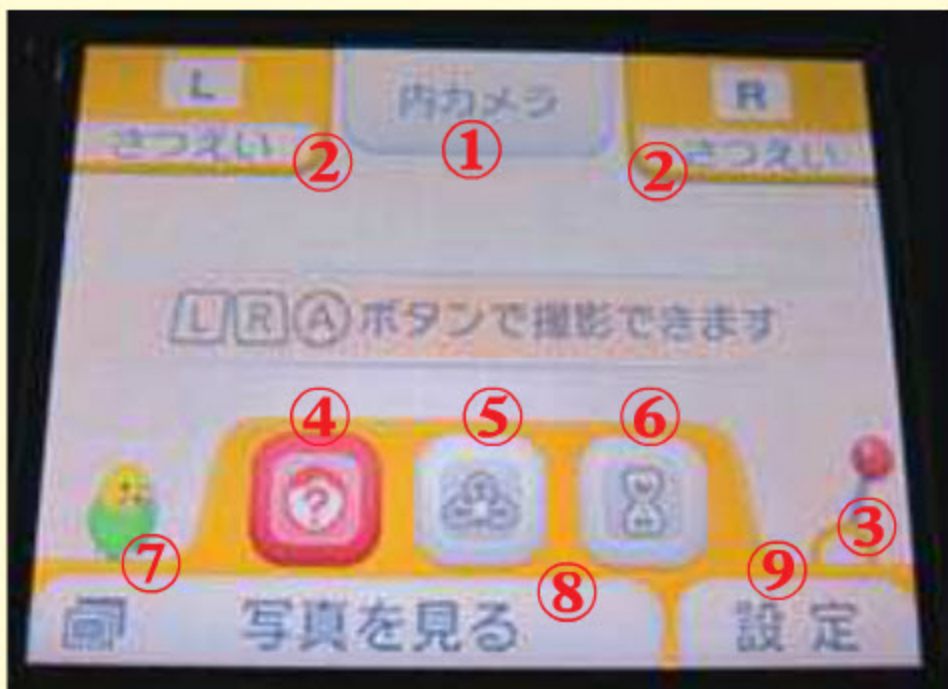 L
内カメラ
R
さつえい
②
①
②
さつえい
LRAボタンで撮影できます
④
⑤
⑥
?
③
⑦
⑧
⑨
写真を見る
設定